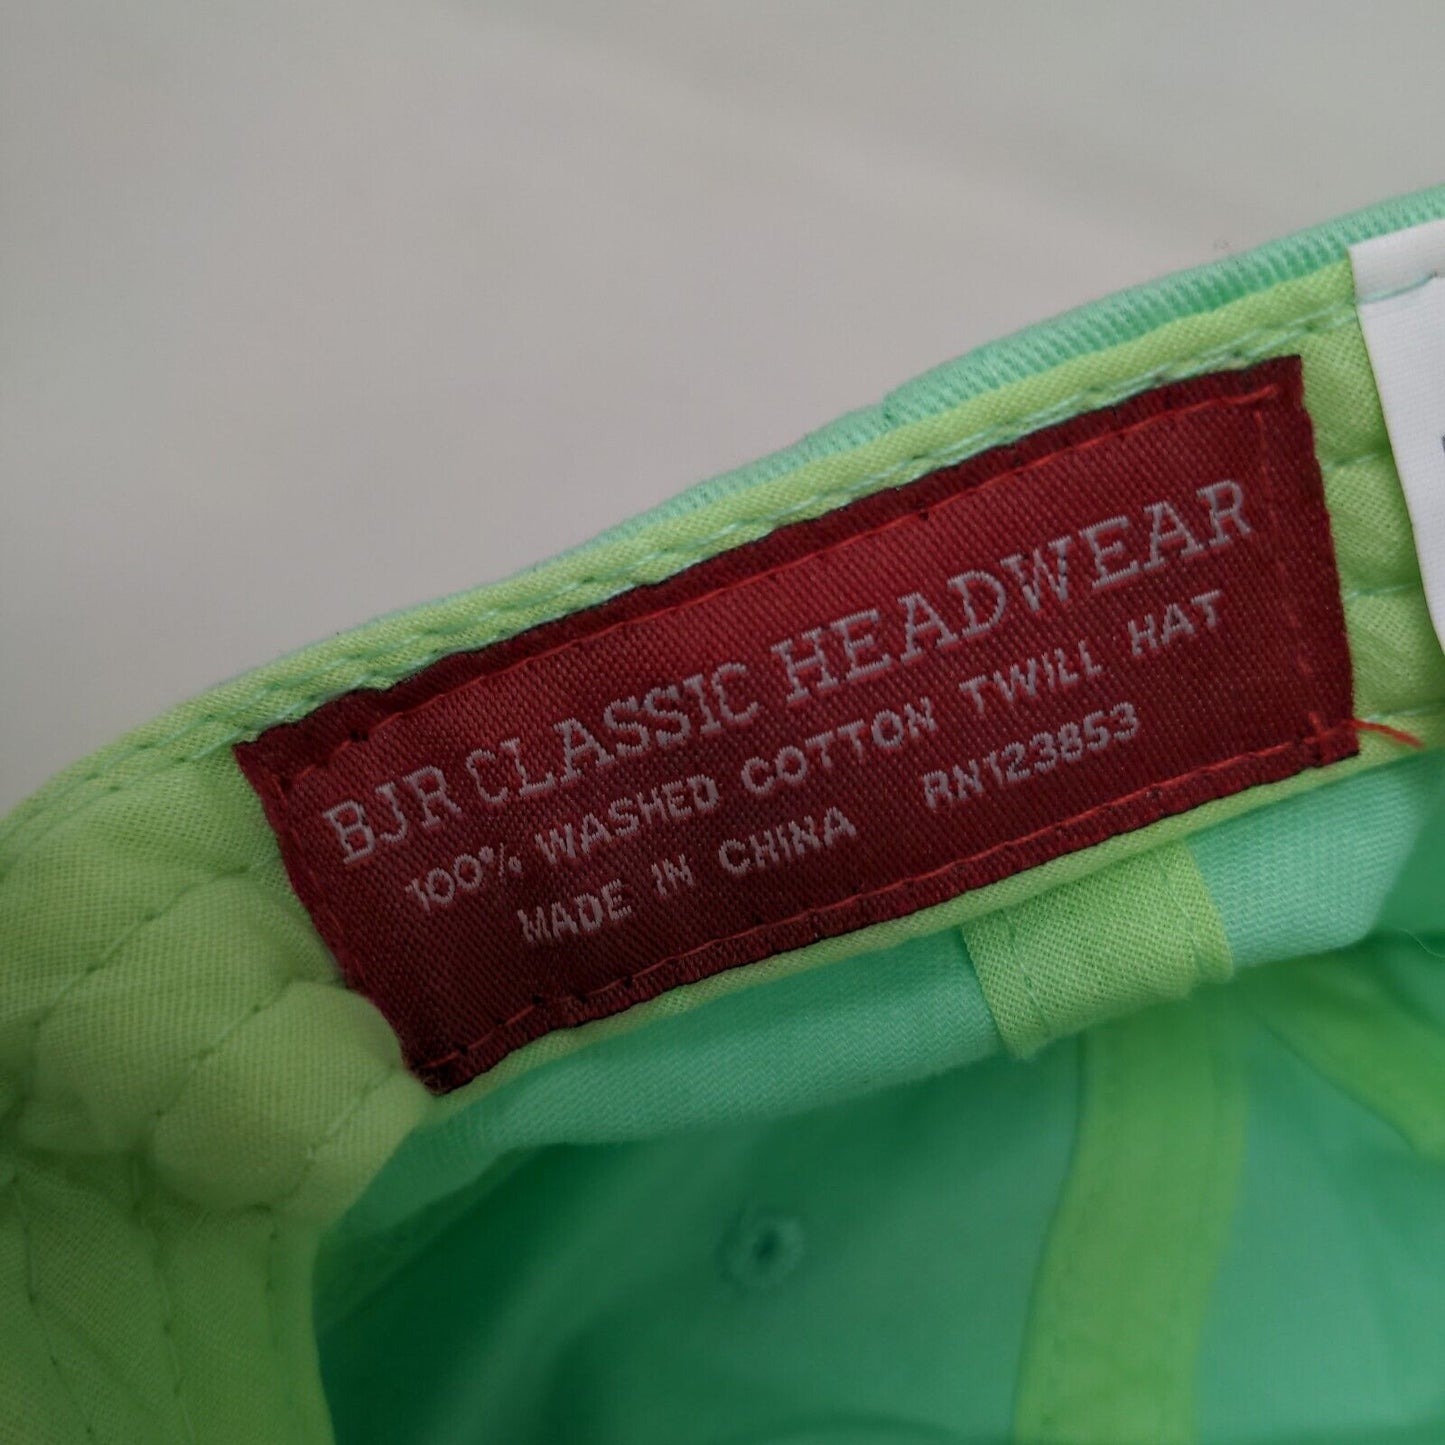 BJR CLASSIC HEADWEAR
100% WASHED COTTON TWILL HAT
MADE IN CHINA RN123853